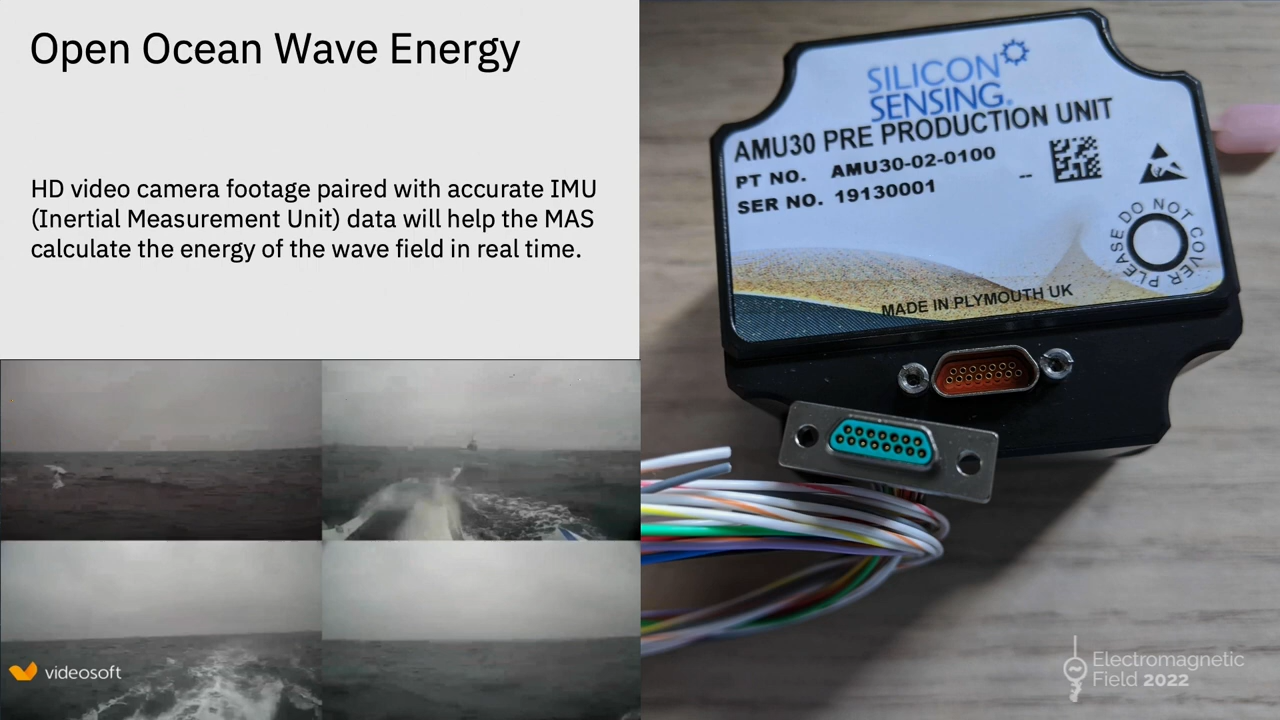 Open Ocean Wave Energy
HD video camera footage paired with accurate IMU
(Inertial Measurement Unit) data will help the MAS
calculate the energy of the wave field in real time.
videosoft
SILICON
SENSING.
AMU30 PRE PRODUCTION UNIT
PT NO. AMU30-02-0100
SER NO. 19130001 --
PLEASE DO NOT COVER
MADE IN PLYMOUTH UK
Electromagnetic
Field 2022